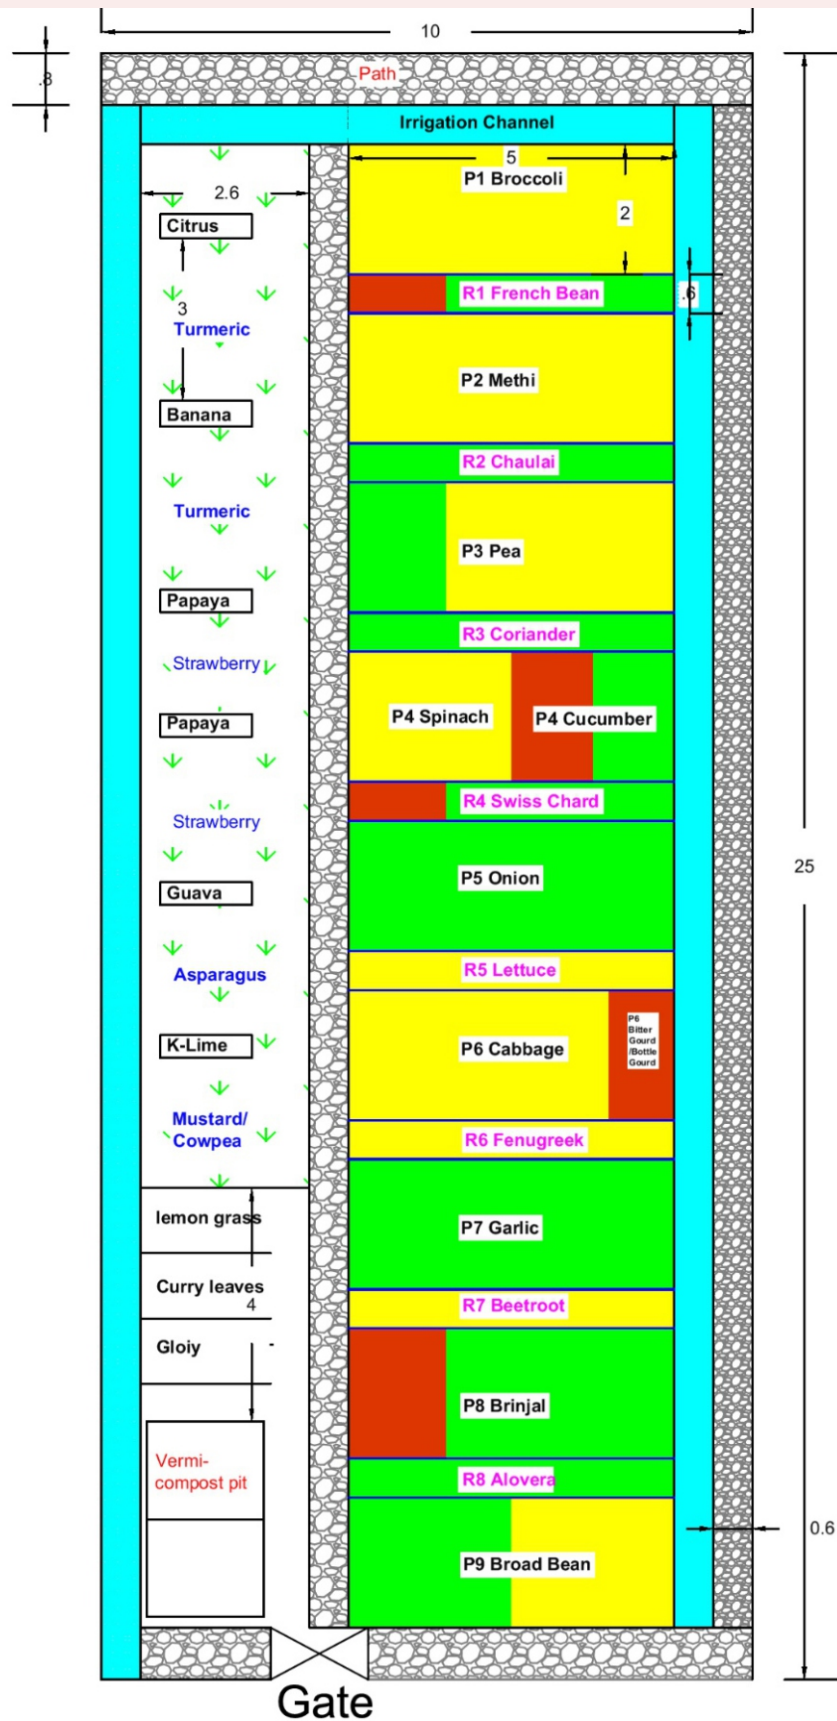 10
.8
Path
Irrigation Channel
5
P1 Broccoli
2.6
2
Citrus
R1 French Bean
.6
3
Turmeric
P2 Methi
Banana
R2 Chaulai
Turmeric
P3 Pea
Papaya
R3 Coriander
Strawberry
P4 Spinach
P4 Cucumber
Papaya
R4 Swiss Chard
Strawberry
25
P5 Onion
Guava
R5 Lettuce
Asparagus
P6
Bitter
Gourd
/Bottle
Gourd
K-Lime
P6 Cabbage
Mustard/
Cowpea
R6 Fenugreek
lemon grass
P7 Garlic
Curry leaves
4
R7 Beetroot
Gloiy
P8 Brinjal
Vermi-
compost pit
R8 Alovera
0.6
P9 Broad Bean
Gate